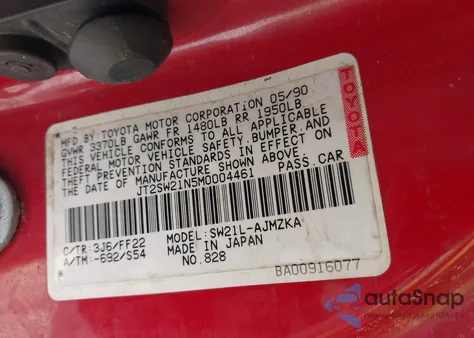 MFD BY TOYOTA MOTOR CORPORATION 05/90
GVWR 3370LB GAWR FR 1480LB RR 1950LB
THIS VEHICLE CONFORMS TO ALL APPLICABLE
FEDERAL MOTOR VEHICLE SAFETY,BUMPER,AND
THEFT PREVENTION STANDARDS IN EFFECT ON
THE DATE OF MANUFACTURE SHOWN ABOVE.
JT2SW21N5M0004461 PASS.CAR
TOYOTA
C/TR:3J6/FF22 MODEL:SW21L-AJMZKA
A/TM:-692/S54 MADE IN JAPAN
NO.828
BA00916077
autoSnap